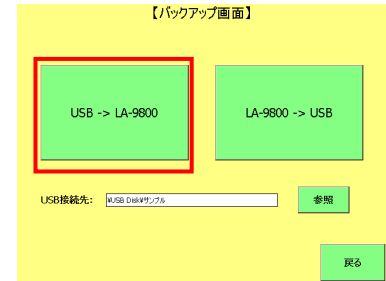 【バックアップ画面】
USB -> LA-9800
LA-9800 -> USB
USB接続先:
¥USB Disk¥サンプル
参照
戻る